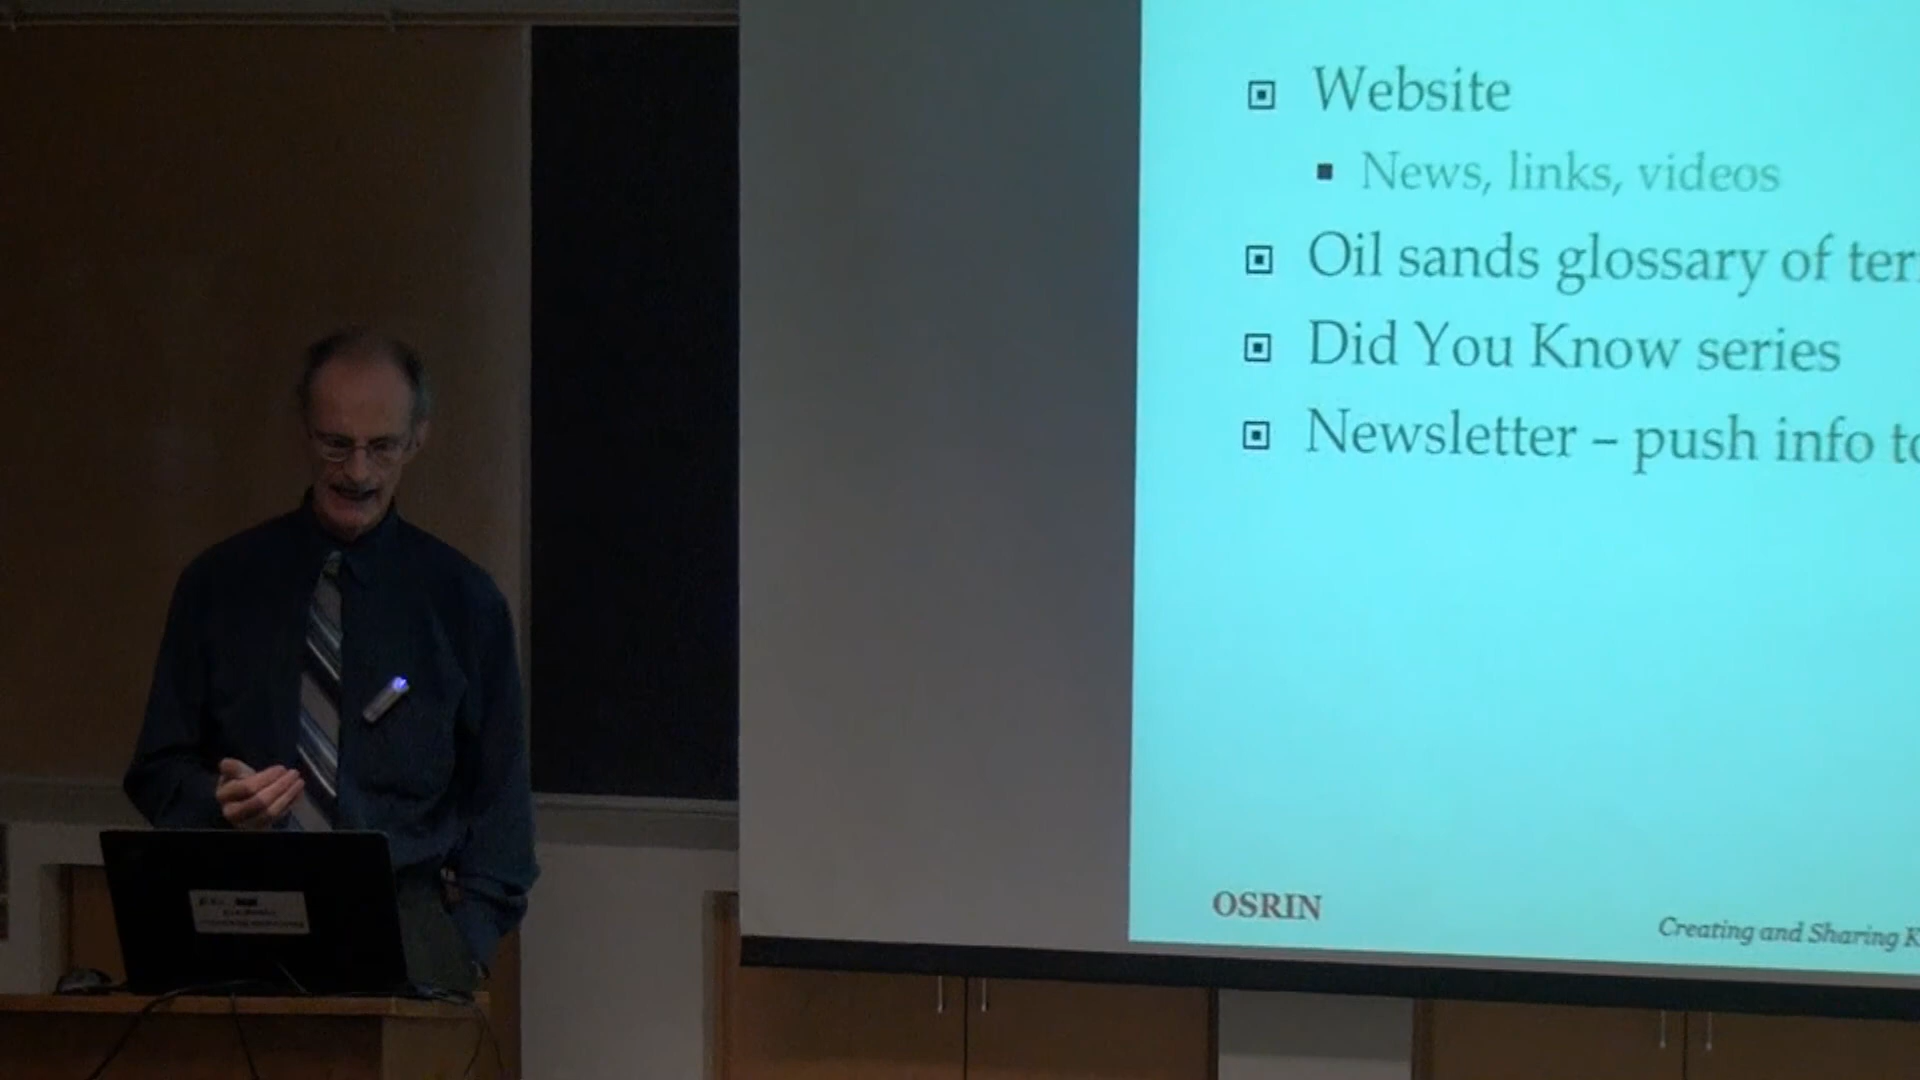 Website
News, links, videos
Oil sands glossary of ter
Did You Know series
Newsletter – push info to
OSRIN
Creating and Sharing K